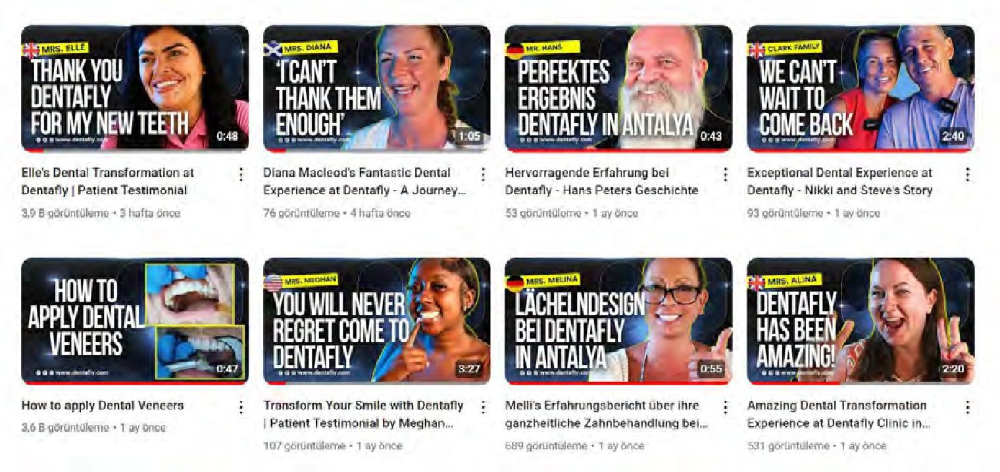 MRS. ELLE
THANK YOU
DENTAFLY
FOR MY NEW TEETH
www.dentafly.com
0:48
Elle's Dental Transformation at
Dentafly | Patient Testimonial
3,9 B görüntüleme • 3 hafta önce
MRS. DIANA
'I CAN'T
THANK THEM
ENOUGH'
www.dentafly.com
1:05
Diana Macleod's Fantastic Dental
Experience at Dentafly - A Journey...
76 görüntüleme • 4 hafta önce
MR. HANS
PERFEKTES
ERGEBNIS
DENTAFLY IN ANTALYA
www.dentafly.com
0:43
Hervorragende Erfahrung bei
Dentafly - Hans Peters Geschichte
53 görüntüleme • 1 ay önce
CLARK FAMILY
WE CAN'T
WAIT TO
COME BACK
www.dentafly.com
2:40
Exceptional Dental Experience at
Dentafly - Nikki and Steve's Story
93 görüntüleme • 1 ay önce
HOW TO
APPLY DENTAL
VENEERS
www.dentafly.com
0:47
How to apply Dental Veneers
3,6 B görüntüleme • 1 ay önce
MRS. MEGHAN
YOU WILL NEVER
REGRET COME TO
DENTAFLY
www.dentafly.com
3:27
Transform Your Smile with Dentafly
| Patient Testimonial by Meghan...
107 görüntüleme • 1 ay önce
MRS. MELINA
LÄCHELNDESIGN
BEI DENTAFLY
IN ANTALYA
www.dentafly.com
0:55
Melli's Erfahrungsbericht über ihre
ganzheitliche Zahnbehandlung bei...
689 görüntüleme • 1 ay önce
MRS. ALINA
DENTAFLY
HAS BEEN
AMAZING!
www.dentafly.com
2:20
Amazing Dental Transformation
Experience at Dentafly Clinic in...
531 görüntüleme • 1 ay önce